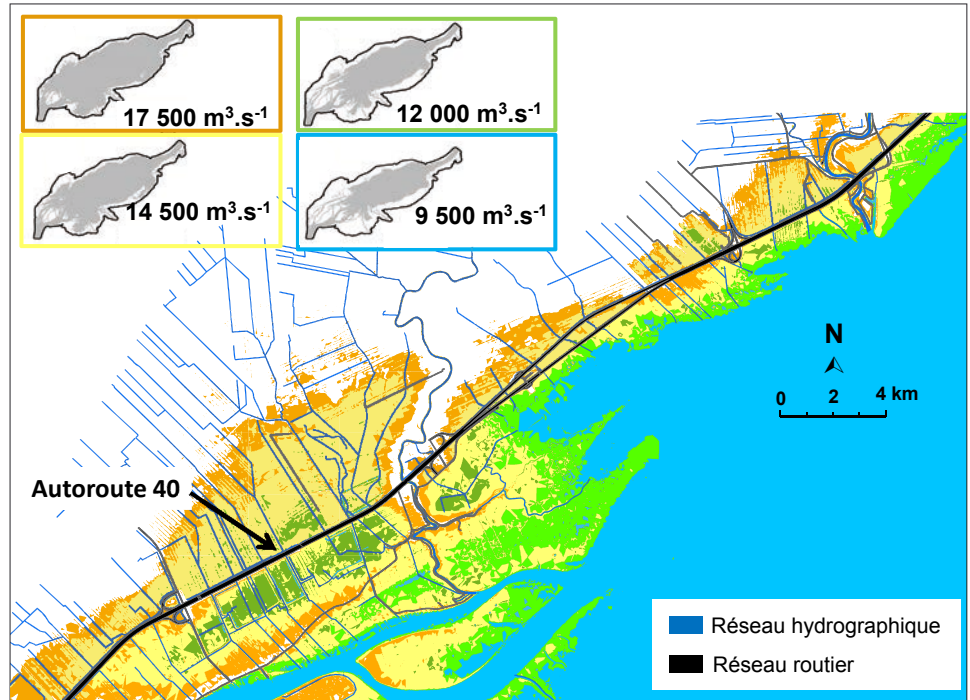 17 500 m³.s⁻¹
12 000 m³.s⁻¹
14 500 m³.s⁻¹
9 500 m³.s⁻¹
N
0 2 4 km
Autoroute 40
Réseau hydrographique
Réseau routier